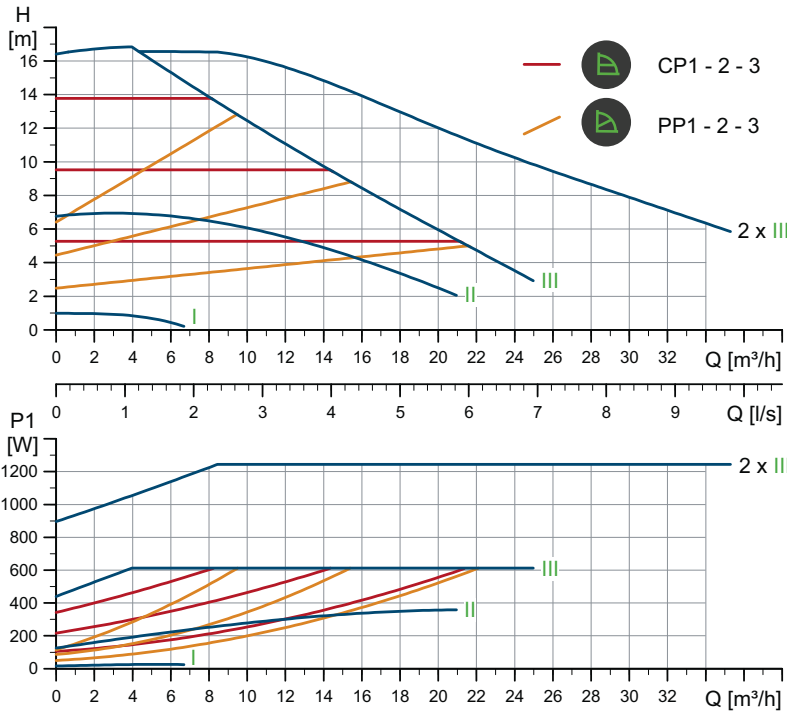 H
[m]
16
14
12
10
8
6
4
2
0
CP1 - 2 - 3
PP1 - 2 - 3
2 x III
III
II
I
0 2 4 6 8 10 12 14 16 18 20 22 24 26 28 30 32 Q [m³/h]
0 1 2 3 4 5 6 7 8 9 Q [l/s]
P1
[W]
1200
1000
800
600
400
200
0
2 x III
III
II
I
0 2 4 6 8 10 12 14 16 18 20 22 24 26 28 30 32 Q [m³/h]